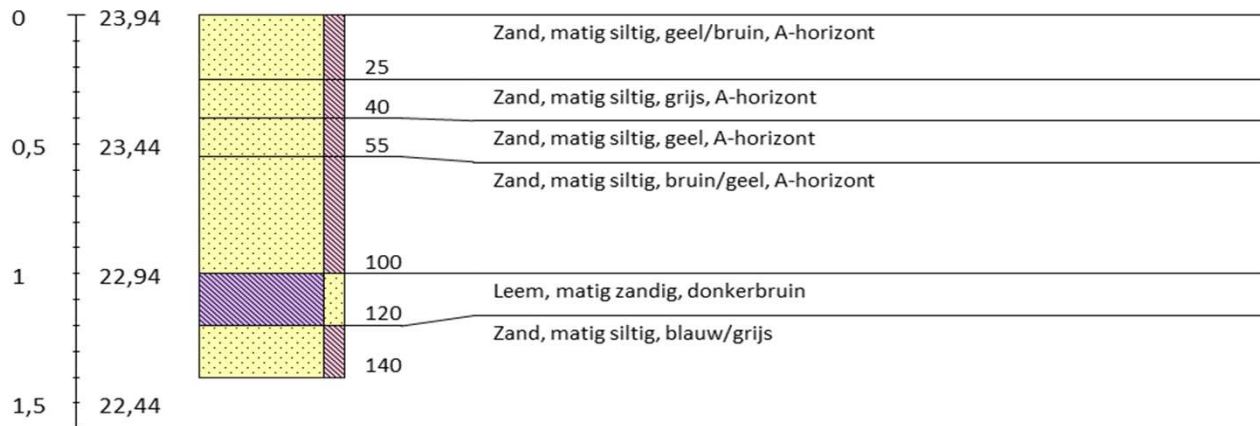 0 23,94
Zand, matig siltig, geel/bruin, A-horizont
25
Zand, matig siltig, grijs, A-horizont
40
Zand, matig siltig, geel, A-horizont
0,5 23,44 55
Zand, matig siltig, bruin/geel, A-horizont
100
1 22,94
Leem, matig zandig, donkerbruin
120
Zand, matig siltig, blauw/grijs
140
1,5 22,44